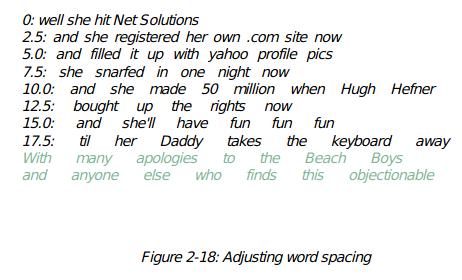 0: well she hit Net Solutions
2.5: and she registered her own .com site now
5.0: and filled it up with yahoo profile pics
7.5: she snarfed in one night now
10.0: and she made 50 million when Hugh Hefner
12.5: bought up the rights now
15.0: and she'll have fun fun fun
17.5: til her Daddy takes the keyboard away
With many apologies to the Beach Boys
and anyone else who finds this objectionable
Figure 2-18: Adjusting word spacing